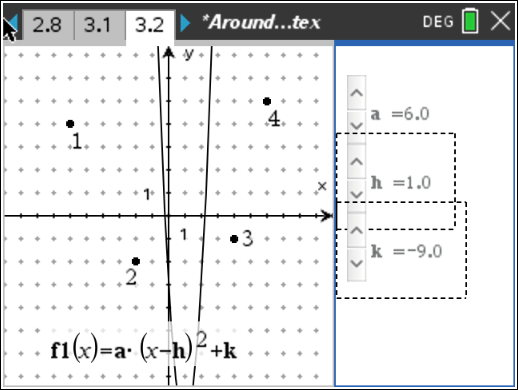 2.8 3.1 3.2 *Around...tex DEG
y
4
1
a =6.0
x
1
h =1.0
1
3
k =-9.0
2
f1(x)=a·(x-h)²+k